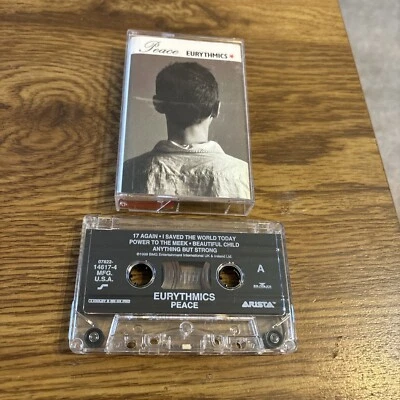 Peace EURYTHMICS
17 AGAIN • I SAVED THE WORLD TODAY
POWER TO THE MEEK • BEAUTIFUL CHILD
ANYTHING BUT STRONG
07822-
14617-4
MFG.
U.S.A.
A
EURYTHMICS
PEACE
ARISTA